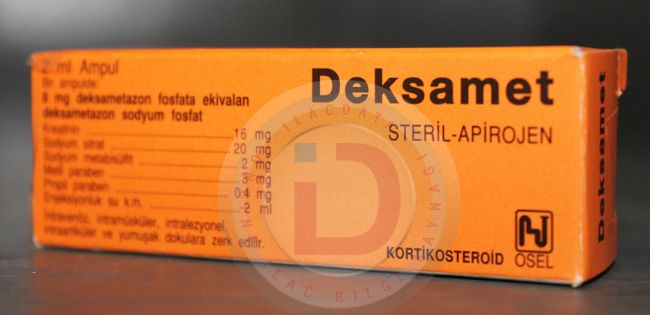 2 ml Ampul
Bir ampulde:
8 mg deksametazon fosfata ekivalan
deksametazon sodyum fosfat
Kreatinin 16 mg
Sodyum sitrat 20 mg
Sodyum metabisülfit 2 mg
Metil paraben 3 mg
Propil paraben 0.4 mg
Enjeksiyonluk su k.m. 2 ml
İntravenöz, intramüsküler, intralezyonel,
intraartiküler ve yumuşak dokulara zerk edilir.
Deksamet
STERİL-APİROJEN
KORTİKOSTEROİD
OSEL
Deksamet